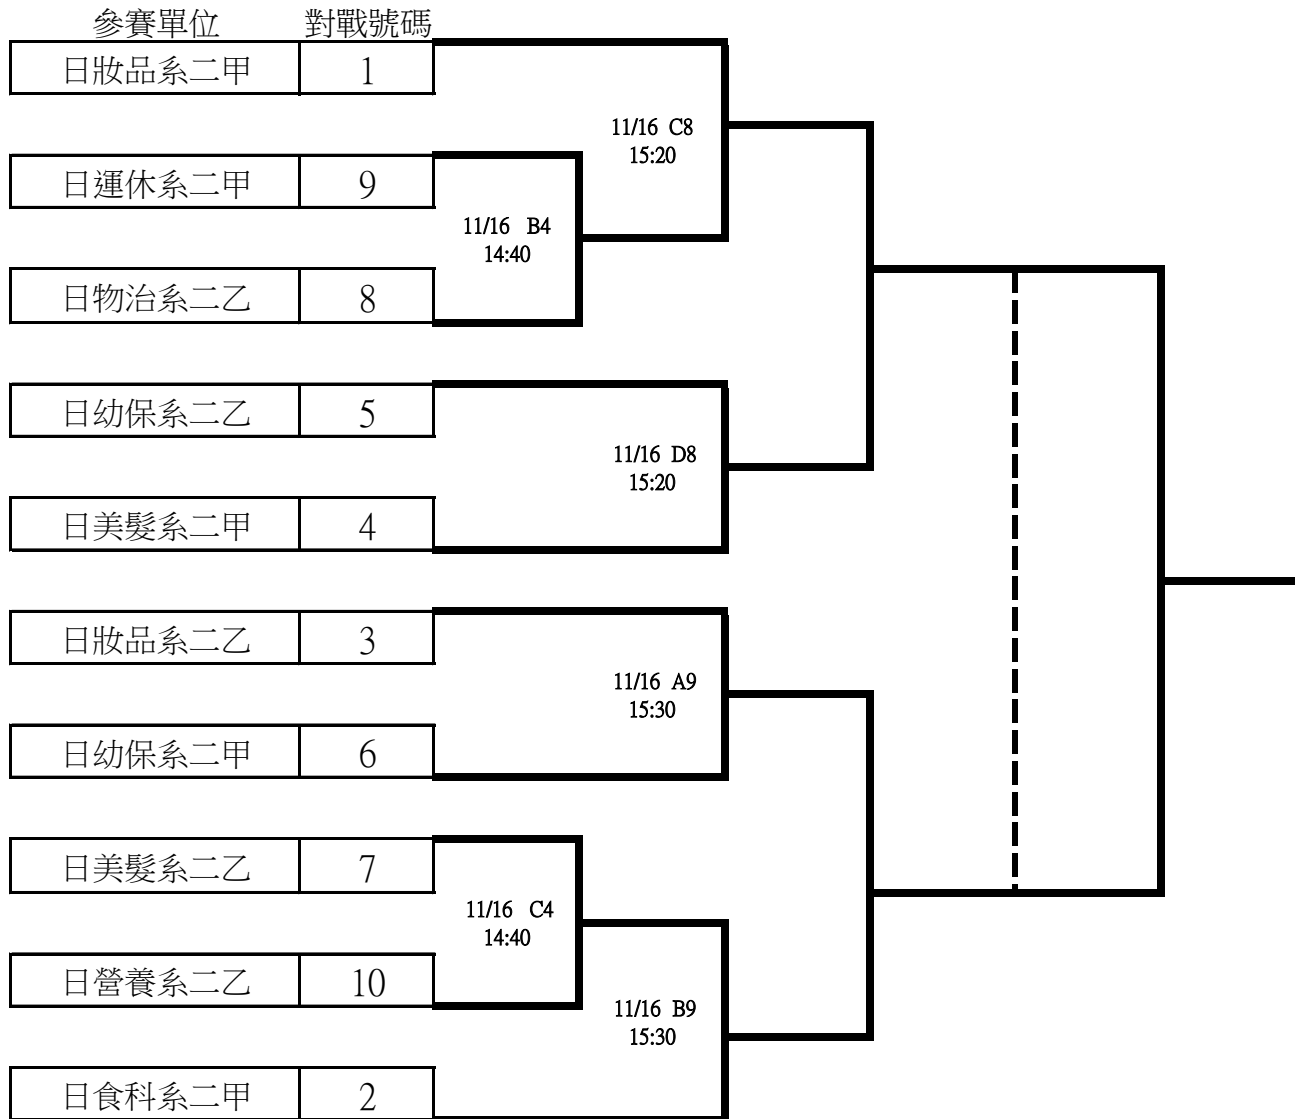 參賽單位 對戰號碼
日妝品系二甲 1
11/16 C8
15:20
日運休系二甲 9
11/16 B4
14:40
日物治系二乙 8
日幼保系二乙 5
11/16 D8
15:20
日美髮系二甲 4
日妝品系二乙 3
11/16 A9
15:30
日幼保系二甲 6
日美髮系二乙 7
11/16 C4
14:40
日營養系二乙 10
11/16 B9
15:30
日食科系二甲 2